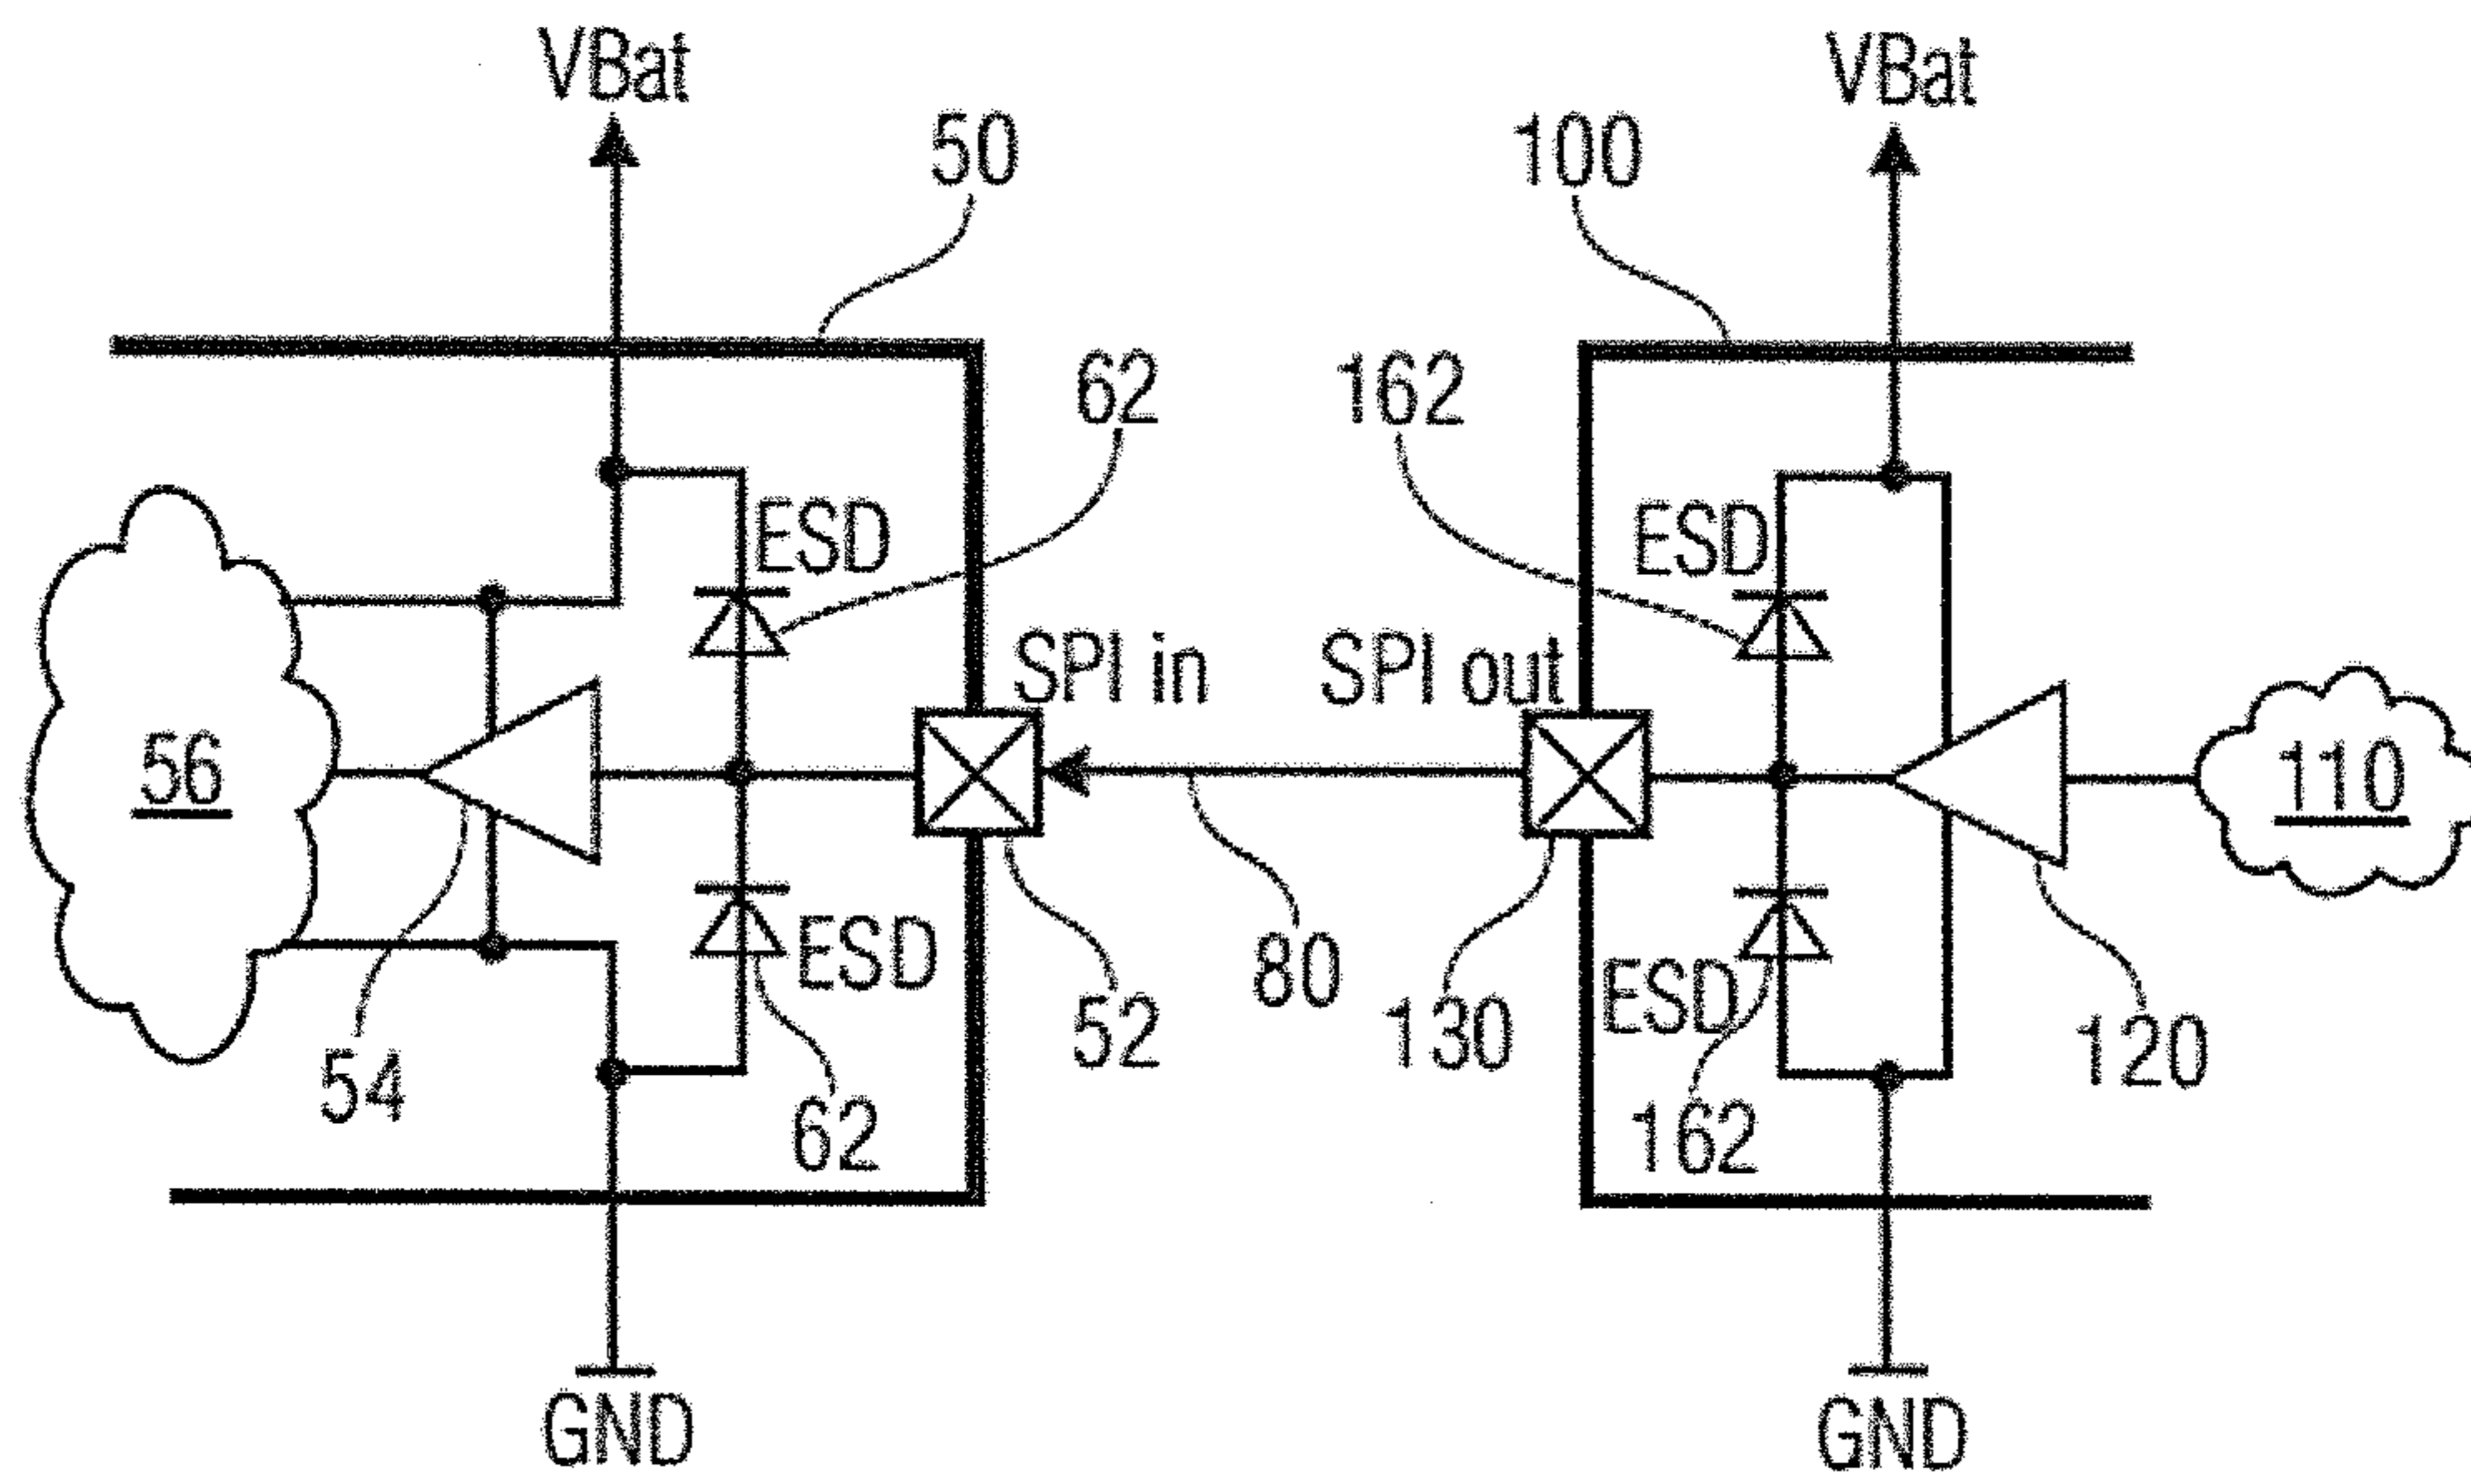 VBat
VBat
50
100
62
162
ESD
ESD
SPI in
SPI out
56
110
ESD
80
ESD
52
130
120
54
62
162
GND
GND